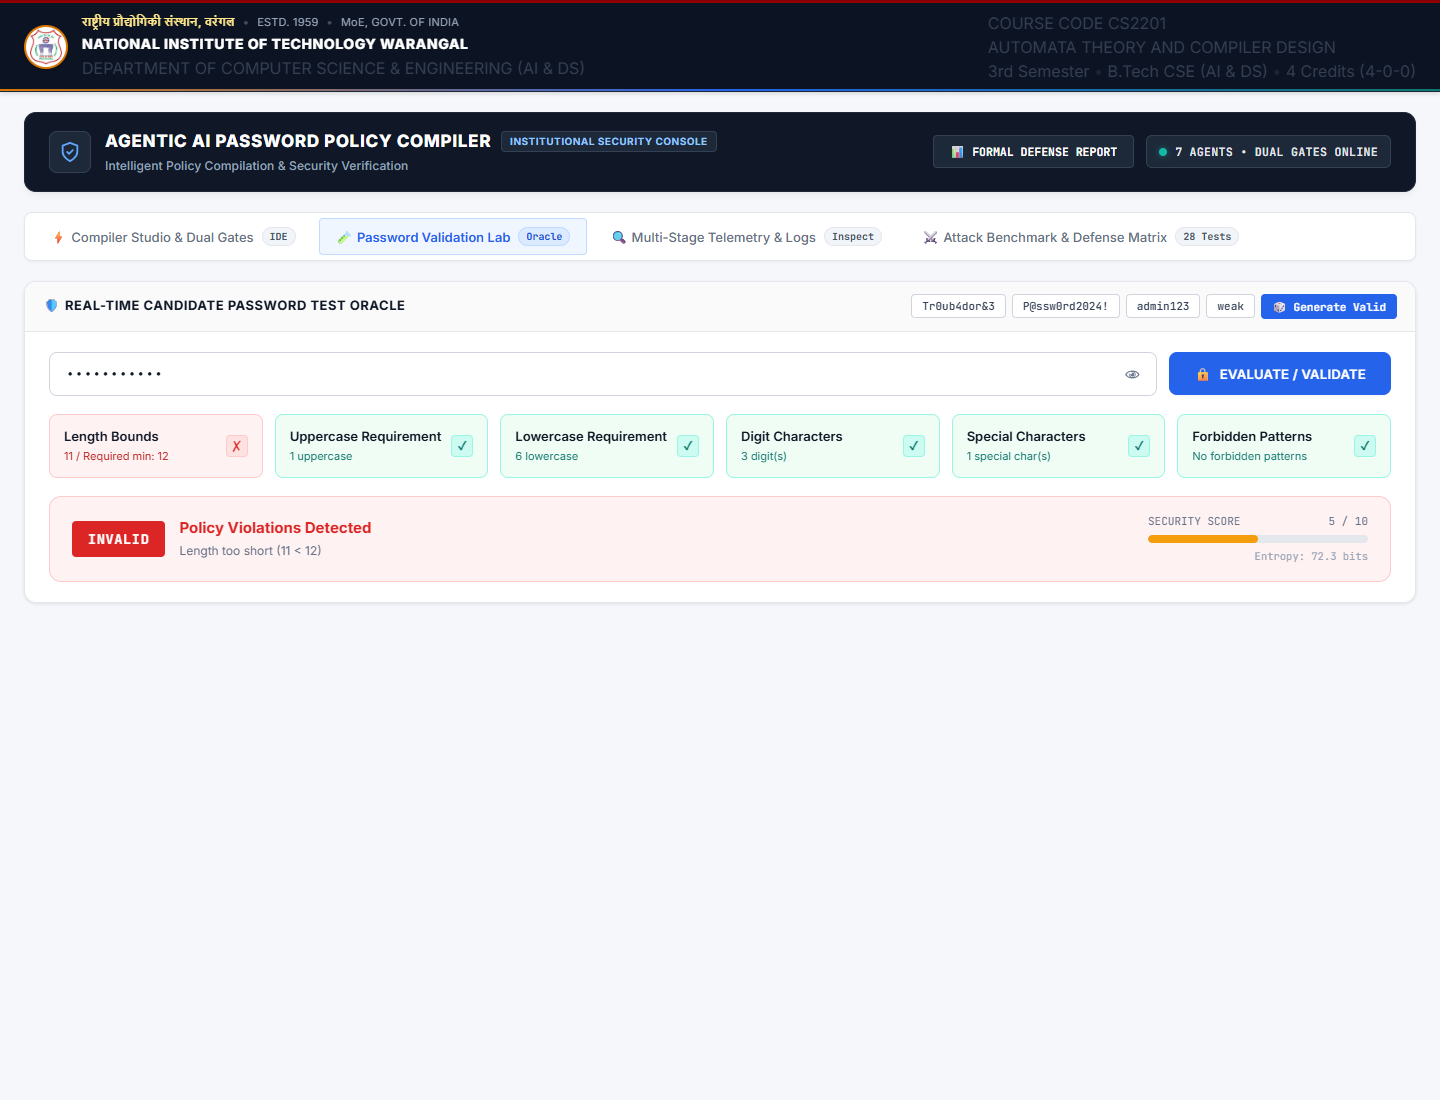 राष्ट्रीय प्रौद्योगिकी संस्थान, वरंगल • ESTD. 1959 • MoE, GOVT. OF INDIA
NATIONAL INSTITUTE OF TECHNOLOGY WARANGAL
DEPARTMENT OF COMPUTER SCIENCE & ENGINEERING (AI & DS)
COURSE CODE CS2201
AUTOMATA THEORY AND COMPILER DESIGN
3rd Semester • B.Tech CSE (AI & DS) • 4 Credits (4-0-0)
AGENTIC AI PASSWORD POLICY COMPILER INSTITUTIONAL SECURITY CONSOLE
Intelligent Policy Compilation & Security Verification
FORMAL DEFENSE REPORT
7 AGENTS • DUAL GATES ONLINE
Compiler Studio & Dual Gates IDE
Password Validation Lab Oracle
Multi-Stage Telemetry & Logs Inspect
Attack Benchmark & Defense Matrix 28 Tests
REAL-TIME CANDIDATE PASSWORD TEST ORACLE
Tr0ub4dor&3
P@ssw0rd2024!
admin123
weak
Generate Valid
•••••••••••
EVALUATE / VALIDATE
Length Bounds
11 / Required min: 12
✗
Uppercase Requirement
1 uppercase
✓
Lowercase Requirement
6 lowercase
✓
Digit Characters
3 digit(s)
✓
Special Characters
1 special char(s)
✓
Forbidden Patterns
No forbidden patterns
✓
INVALID
Policy Violations Detected
Length too short (11 < 12)
SECURITY SCORE 5 / 10
Entropy: 72.3 bits